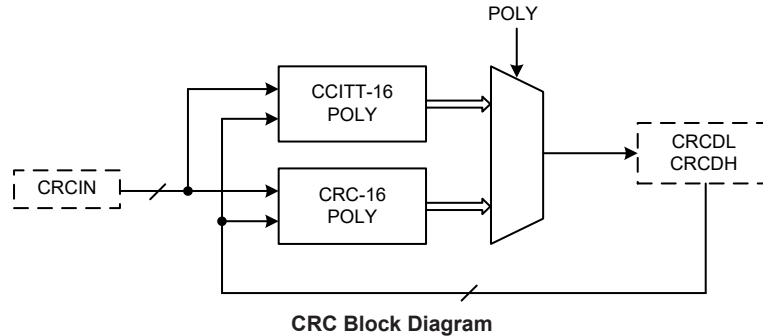 POLY
CCITT-16
POLY
CRCDL
CRCDH
CRCIN
CRC-16
POLY
CRC Block Diagram